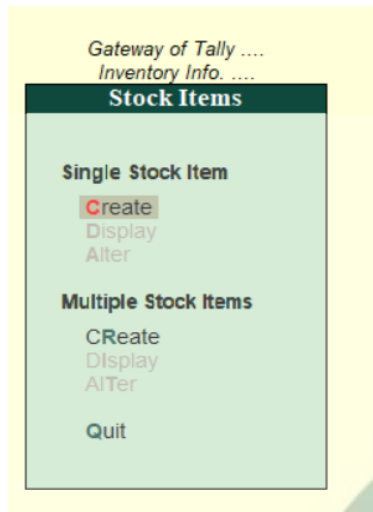 Gateway of Tally ....
Inventory Info. ....
Stock Items
Single Stock Item
Create
Display
Alter
Multiple Stock Items
CReate
DIsplay
AlTer
Quit